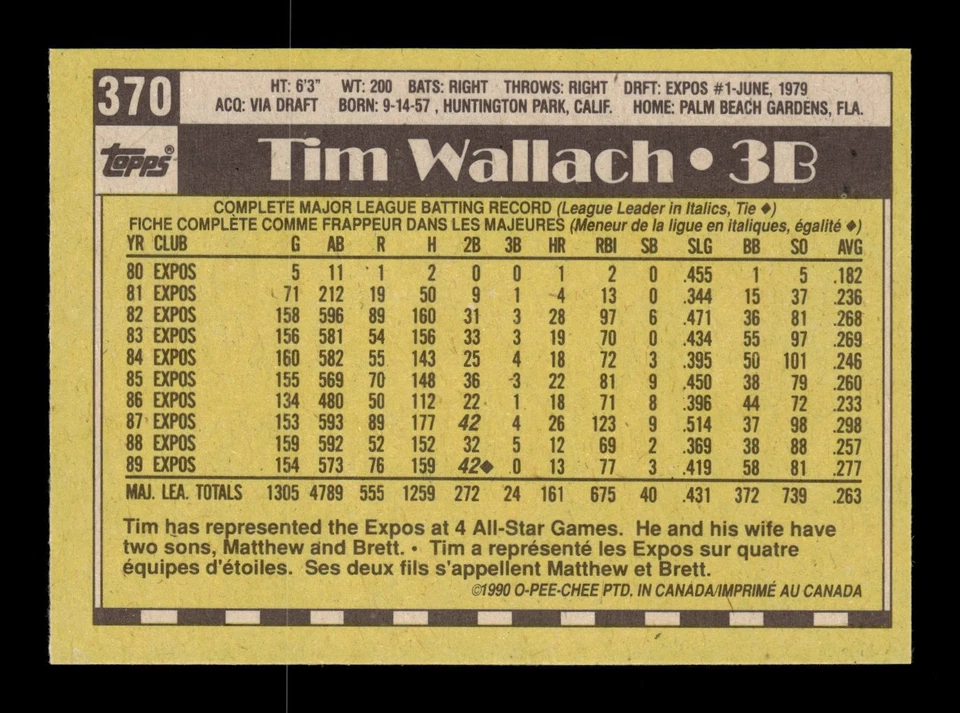 370
HT: 6'3" WT: 200 BATS: RIGHT THROWS: RIGHT DRFT: EXPOS #1-JUNE, 1979
ACQ: VIA DRAFT BORN: 9-14-57 , HUNTINGTON PARK, CALIF. HOME: PALM BEACH GARDENS, FLA.
topps®
Tim Wallach • 3B
COMPLETE MAJOR LEAGUE BATTING RECORD (League Leader in Italics, Tie ♦)
FICHE COMPLÈTE COMME FRAPPEUR DANS LES MAJEURES (Meneur de la ligue en italiques, égalité ♦)
YR CLUB G AB R H 2B 3B HR RBI SB SLG BB SO AVG
80 EXPOS 5 11 1 2 0 0 1 2 0 .455 1 5 .182
81 EXPOS 71 212 19 50 9 1 4 13 0 .344 15 37 .236
82 EXPOS 158 596 89 160 31 3 28 97 6 .471 36 81 .268
83 EXPOS 156 581 54 156 33 3 19 70 0 .434 55 97 .269
84 EXPOS 160 582 55 143 25 4 18 72 3 .395 50 101 .246
85 EXPOS 155 569 70 148 36 3 22 81 9 .450 38 79 .260
86 EXPOS 134 480 50 112 22 1 18 71 8 .396 44 72 .233
87 EXPOS 153 593 89 177 42 4 26 123 9 .514 37 98 .298
88 EXPOS 159 592 52 152 32 5 12 69 2 .369 38 88 .257
89 EXPOS 154 573 76 159 42♦ 0 13 77 3 .419 58 81 .277
MAJ. LEA. TOTALS 1305 4789 555 1259 272 24 161 675 40 .431 372 739 .263
Tim has represented the Expos at 4 All-Star Games. He and his wife have
two sons, Matthew and Brett. • Tim a représenté les Expos sur quatre
équipes d'étoiles. Ses deux fils s'appellent Matthew et Brett.
©1990 O-PEE-CHEE PTD. IN CANADA/IMPRIMÉ AU CANADA